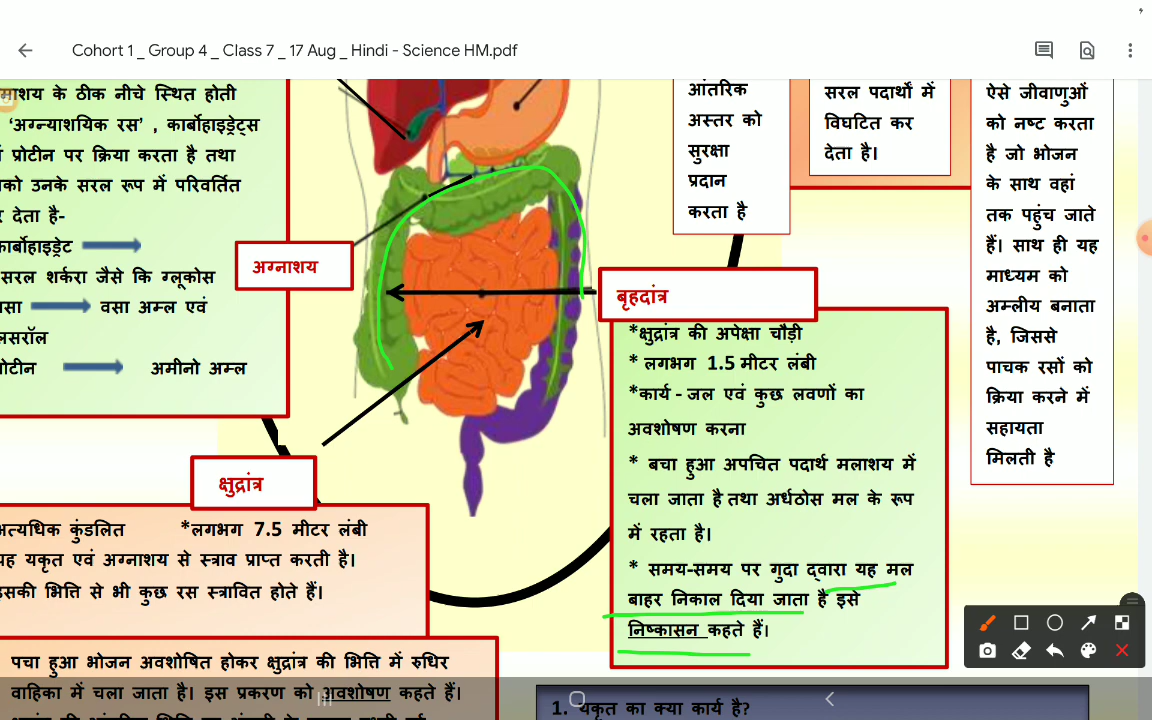 Cohort 1 _ Group 4 _ Class 7 _ 17 Aug _ Hindi - Science HM.pdf
के ठीक नीचे स्थित होती
'अग्न्याशयिक रस' , कार्बोहाइड्रेट्स
प्रोटीन पर क्रिया करता है तथा
उनके सरल रूप में परिवर्तित
देता है-
कार्बोहाइड्रेट
सरल शर्करा जैसे कि ग्लूकोस
वसा अम्ल एवं
अमीनो अम्ल
अग्नाशय
क्षुद्रांत्र
अत्यधिक कुंडलित *लगभग 7.5 मीटर लंबी
यकृत एवं अग्नाशय से स्त्राव प्राप्त करती है।
इसकी भित्ति से भी कुछ रस स्त्रावित होते हैं।
पचा हुआ भोजन अवशोषित होकर क्षुद्रांत्र की भित्ति में रुधिर
वाहिका में चला जाता है। इस प्रकरण को अवशोषण कहते हैं।
आंतरिक
अस्तर को
सुरक्षा
प्रदान
करता है
सरल पदार्थों में
विघटित कर
देता है।
ऐसे जीवाणुओं
को नष्ट करता
है जो भोजन
के साथ वहां
तक पहुंच जाते
हैं। साथ ही यह
माध्यम को
अम्लीय बनाता
है, जिससे
पाचक रसों को
क्रिया करने में
सहायता
मिलती है
बृहदांत्र
*क्षुद्रांत्र की अपेक्षा चौड़ी
* लगभग 1.5 मीटर लंबी
*कार्य - जल एवं कुछ लवणों का
अवशोषण करना
* बचा हुआ अपचित पदार्थ मलाशय में
चला जाता है तथा अर्धठोस मल के रूप
में रहता है।
* समय-समय पर गुदा द्वारा यह मल
बाहर निकाल दिया जाता है इसे
निष्कासन कहते हैं।
1. यकृत का क्या कार्य है?